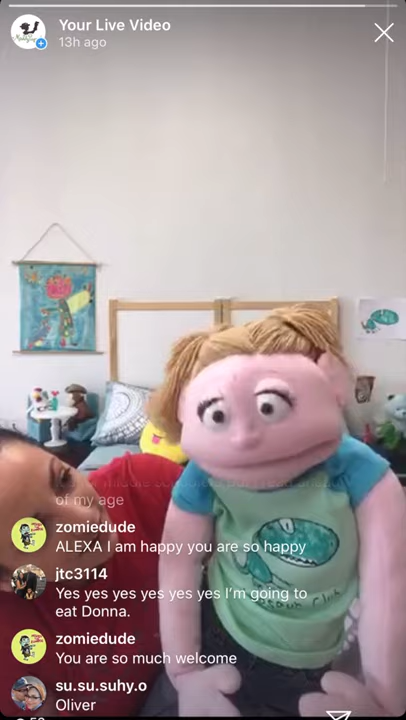 Your Live Video
13h ago
of my age
zomiedude
ALEXA I am happy you are so happy
jtc3114
Yes yes yes yes yes yes I'm going to
eat Donna.
zomiedude
You are so much welcome
su.su.suhy.o
Oliver